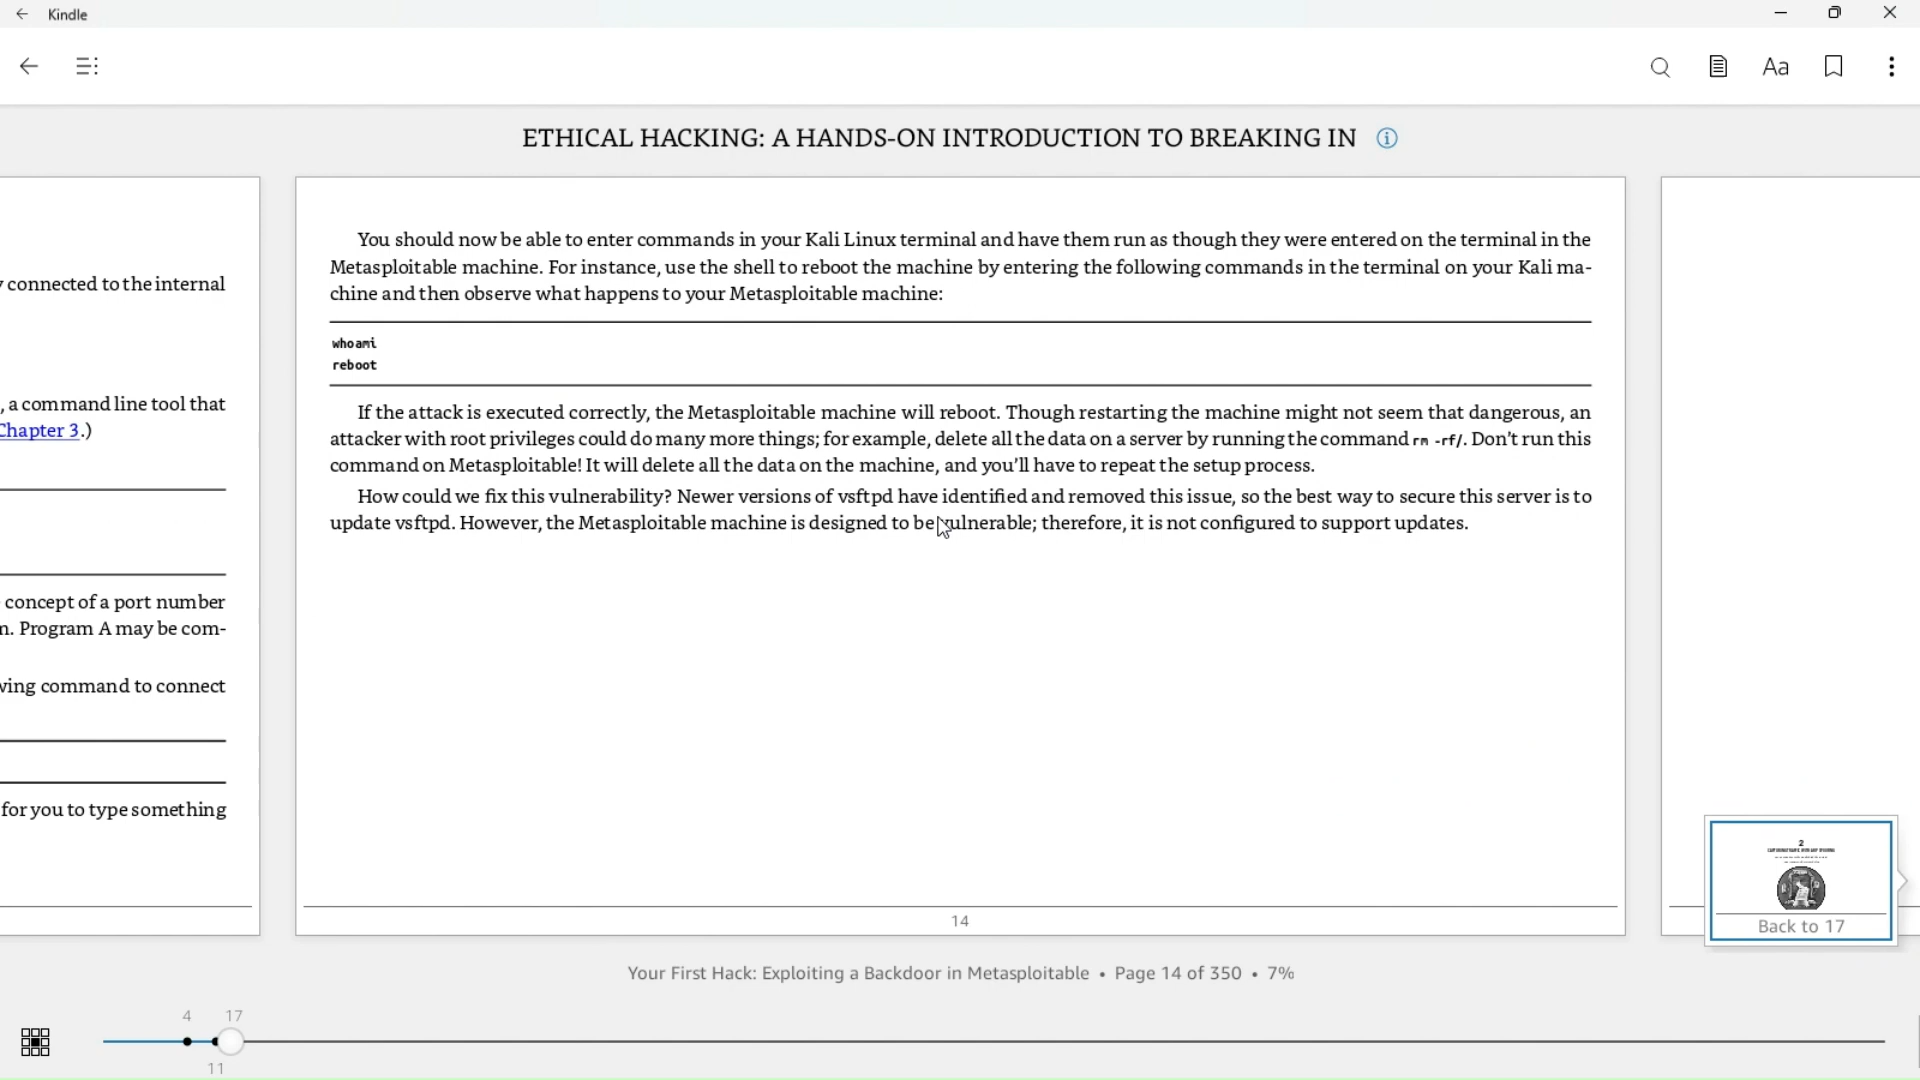 Kindle
Aa
ETHICAL HACKING: A HANDS-ON INTRODUCTION TO BREAKING IN
connected to the internal
, a command line tool that
Chapter 3.)
concept of a port number
m. Program A may be com-
wing command to connect
for you to type something
You should now be able to enter commands in your Kali Linux terminal and have them run as though they were entered on the terminal in the
Metasploitable machine. For instance, use the shell to reboot the machine by entering the following commands in the terminal on your Kali ma-
chine and then observe what happens to your Metasploitable machine:
whoami
reboot
If the attack is executed correctly, the Metasploitable machine will reboot. Though restarting the machine might not seem that dangerous, an
attacker with root privileges could do many more things; for example, delete all the data on a server by running the command rm -rf/. Don't run this
command on Metasploitable! It will delete all the data on the machine, and you'll have to repeat the setup process.
How could we fix this vulnerability? Newer versions of vsftpd have identified and removed this issue, so the best way to secure this server is to
update vsftpd. However, the Metasploitable machine is designed to be vulnerable; therefore, it is not configured to support updates.
14
2
Back to 17
Your First Hack: Exploiting a Backdoor in Metasploitable • Page 14 of 350 • 7%
4 17
11